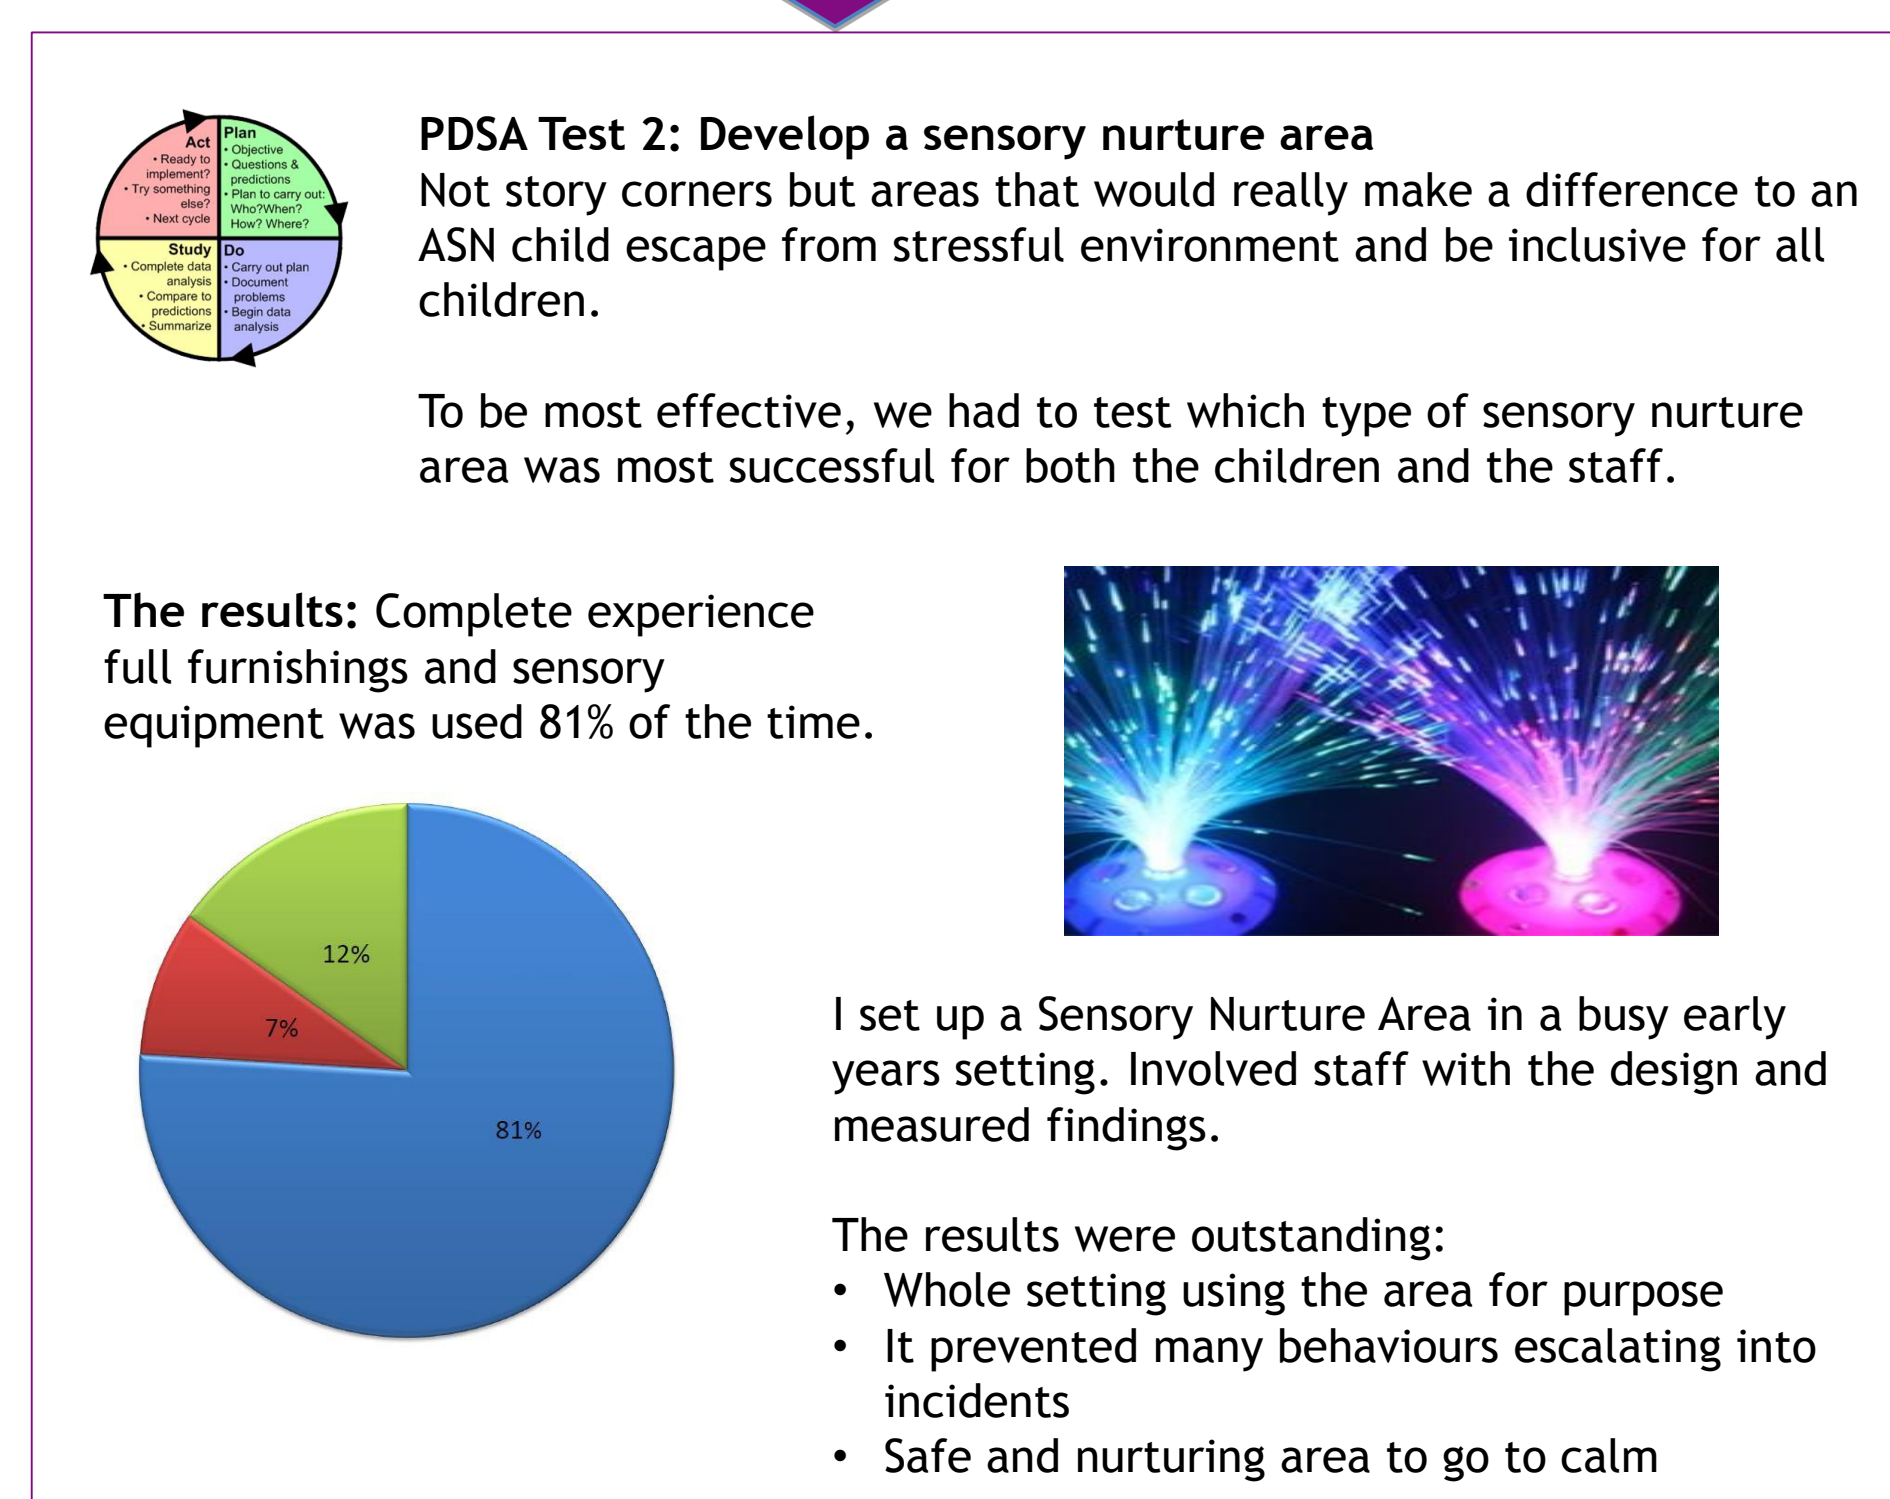 Act
• Ready to
implement?
• Try something
else?
• Next cycle
Plan
• Objective
• Questions &
predictions
• Plan to carry out:
Who?When?
How? Where?
Study
• Complete data
analysis
• Compare to
predictions
• Summarize
Do
• Carry out plan
• Document
problems
• Begin data
analysis
PDSA Test 2: Develop a sensory nurture area
Not story corners but areas that would really make a difference to an
ASN child escape from stressful environment and be inclusive for all
children.
To be most effective, we had to test which type of sensory nurture
area was most successful for both the children and the staff.
The results: Complete experience
full furnishings and sensory
equipment was used 81% of the time.
12%
7%
81%
I set up a Sensory Nurture Area in a busy early
years setting. Involved staff with the design and
measured findings.
The results were outstanding:
• Whole setting using the area for purpose
• It prevented many behaviours escalating into
incidents
• Safe and nurturing area to go to calm